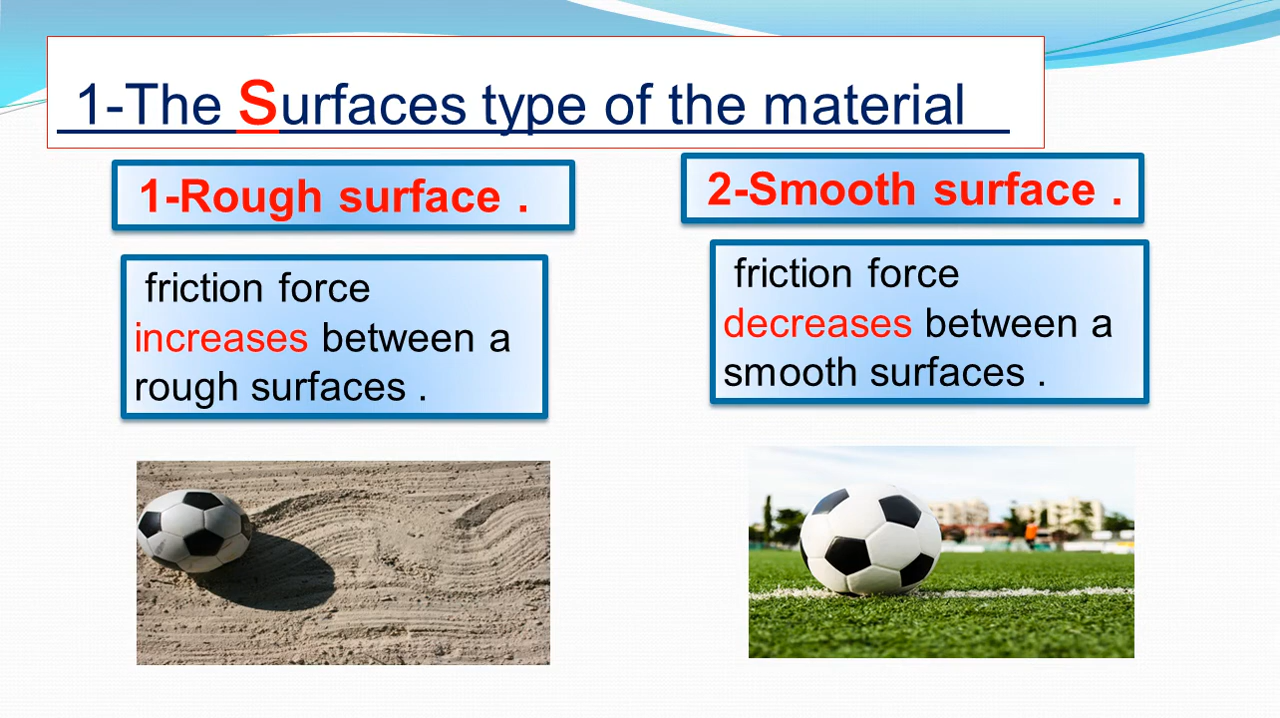 1-The Surfaces type of the material
1-Rough surface .
friction force
increases between a
rough surfaces .
2-Smooth surface .
friction force
decreases between a
smooth surfaces .